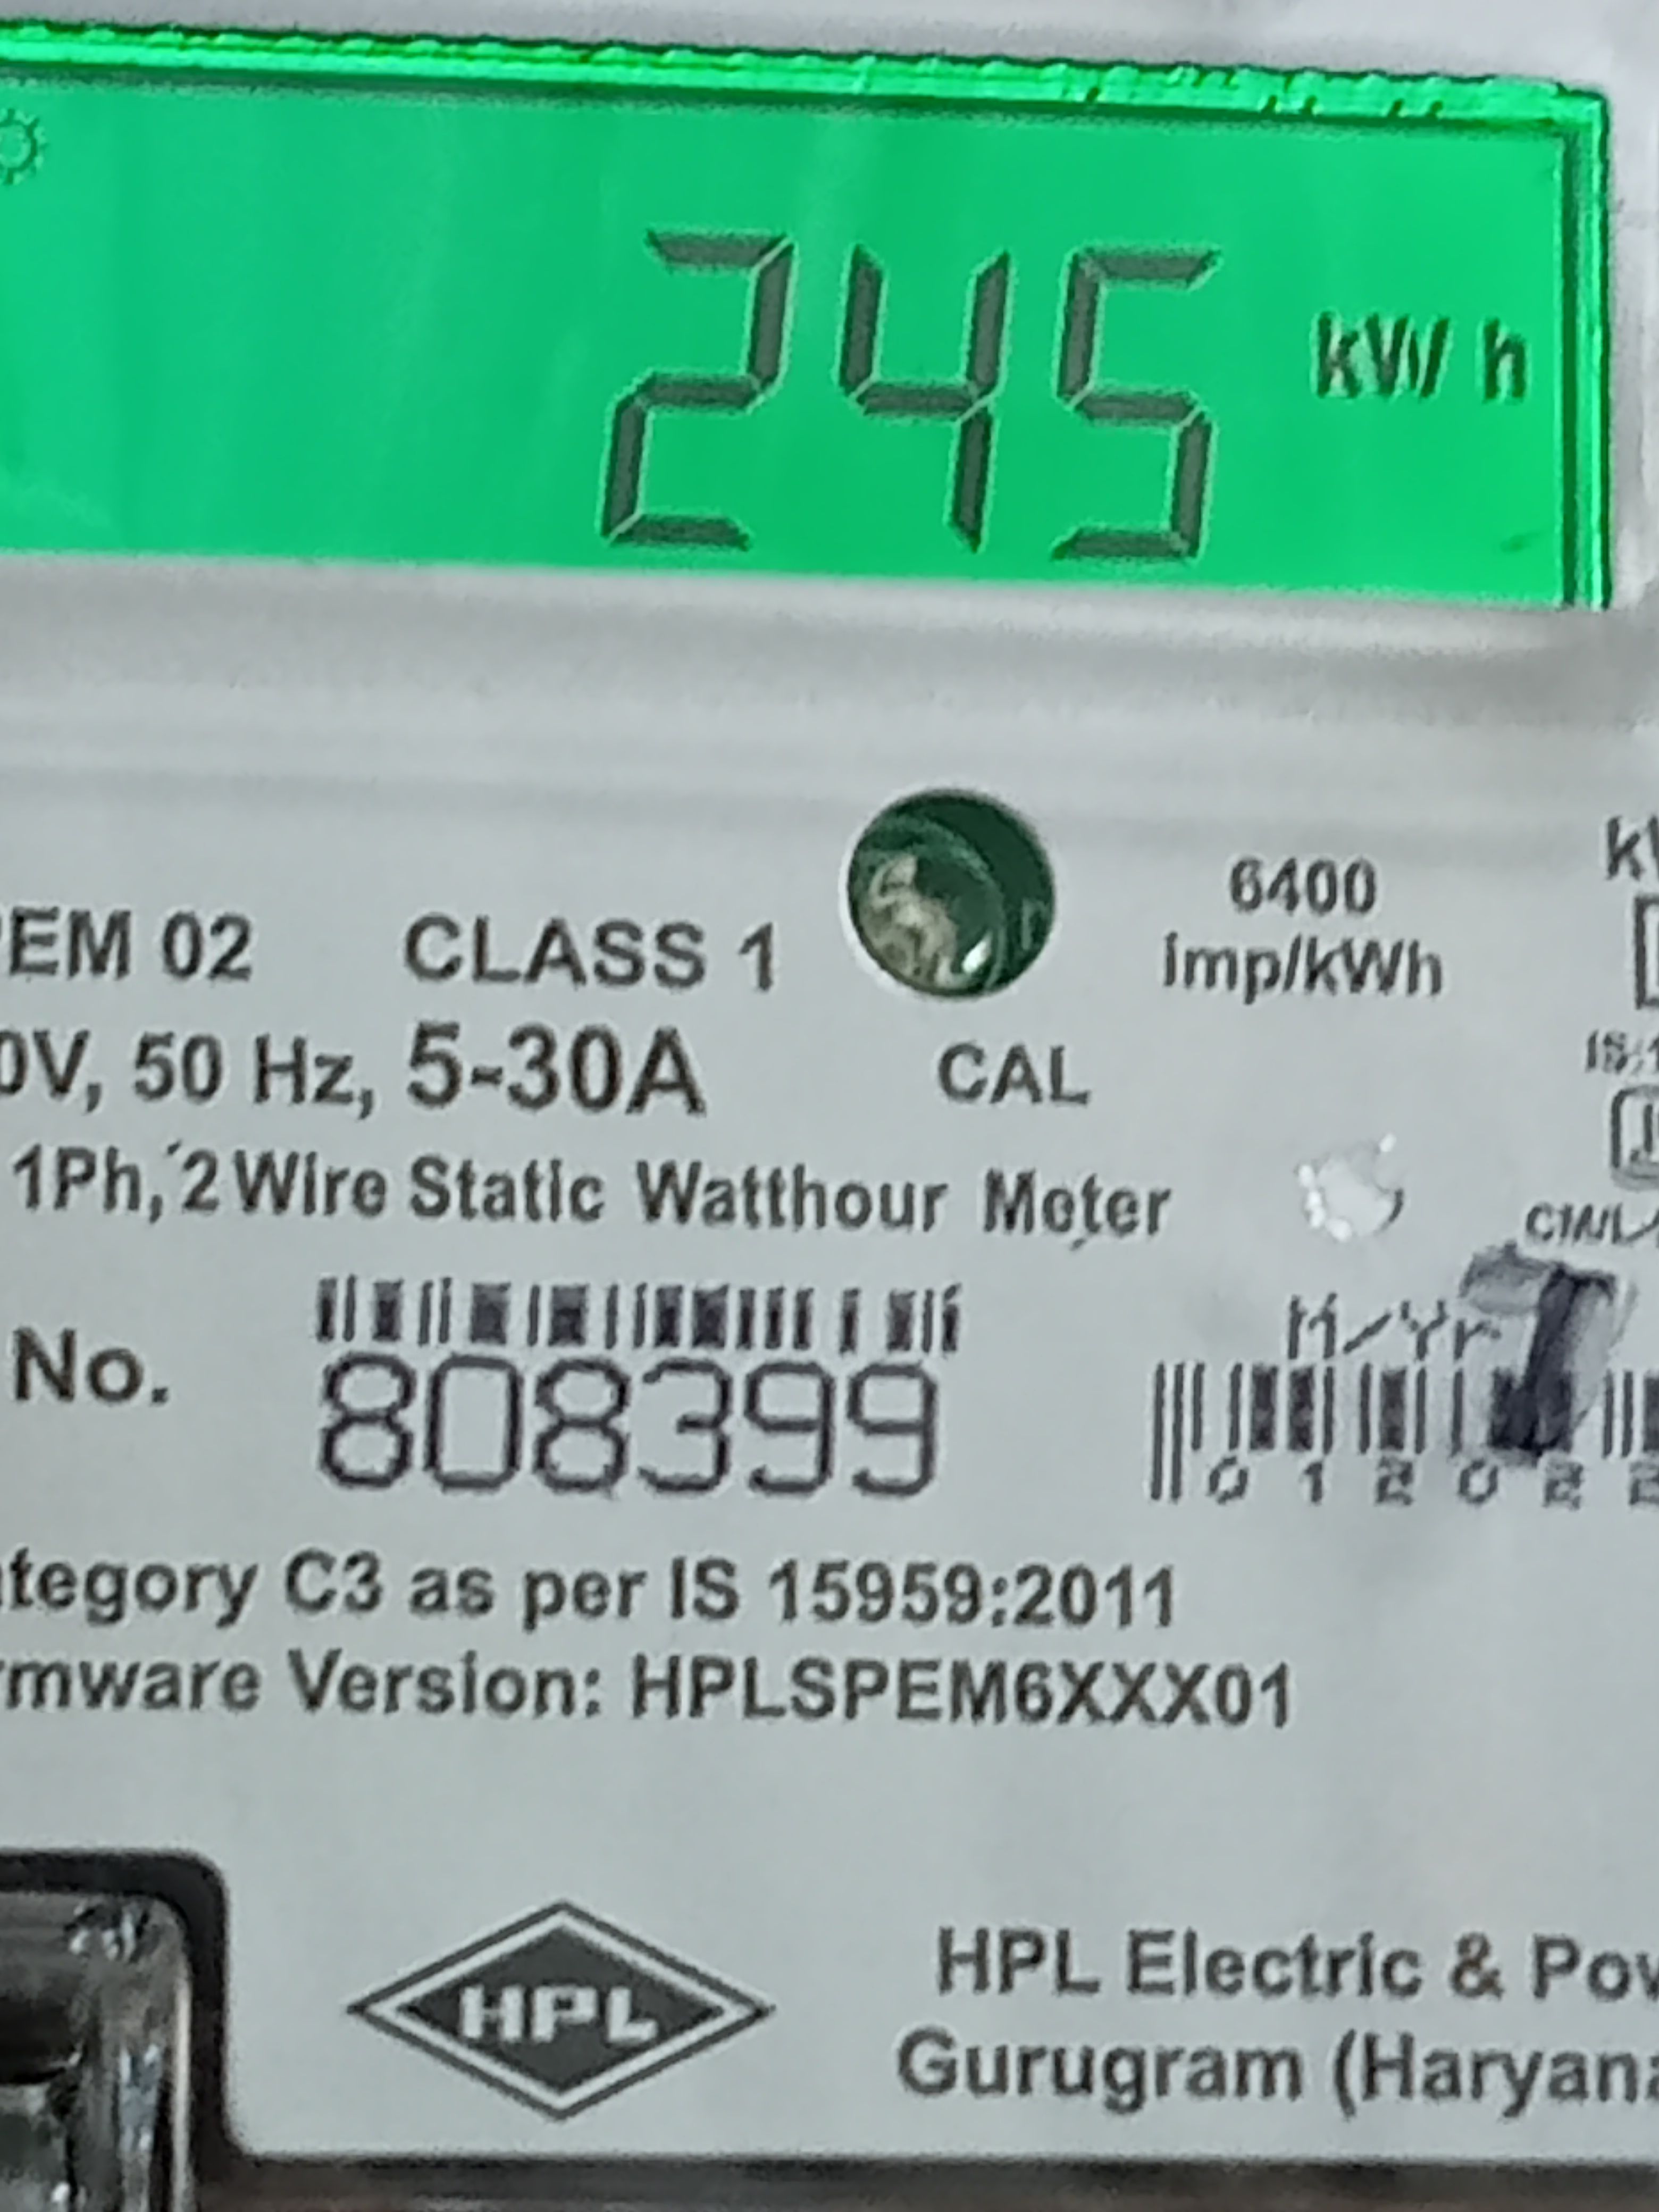 245 kW h
6400
imp/kWh
EM 02 CLASS 1
0V, 50 Hz, 5-30A
CAL
1Ph, 2 Wire Static Watthour Meter
M/Yr
No.
808399
012022
tegory C3 as per IS 15959:2011
mware Version: HPLSPEM6XXX01
HPL
HPL Electric & Pow
Gurugram (Haryana